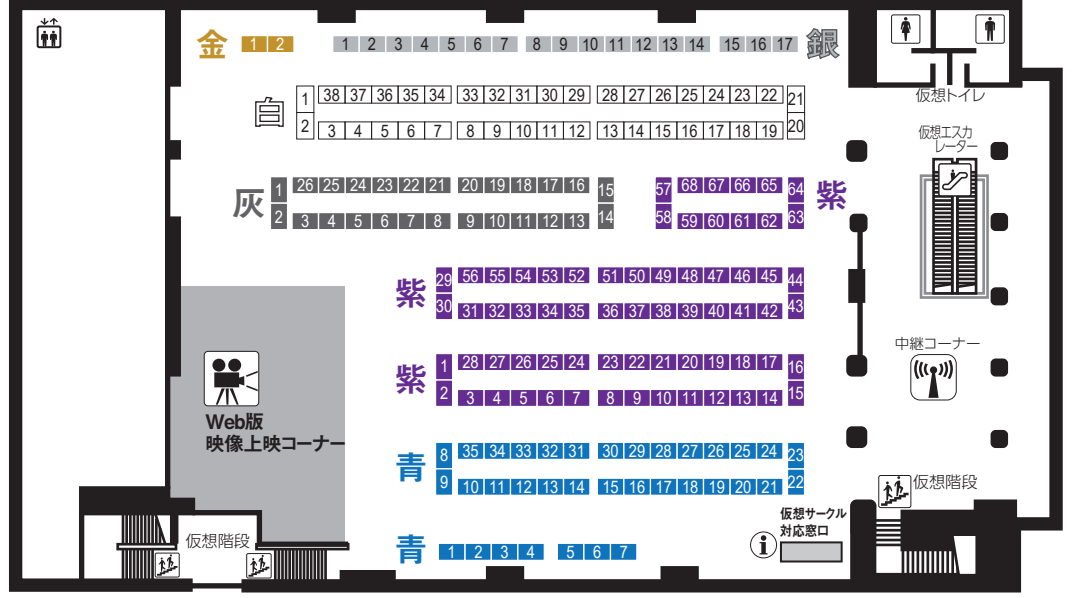 金 1 2 1 2 3 4 5 6 7 8 9 10 11 12 13 14 15 16 17 銀
仮想トイレ
白
1 38 37 36 35 34 33 32 31 30 29 28 27 26 25 24 23 22 21
2 3 4 5 6 7 8 9 10 11 12 13 14 15 16 17 18 19 20
仮想エスカ
レーター
灰
1 26 25 24 23 22 21 20 19 18 17 16 15
2 3 4 5 6 7 8 9 10 11 12 13 14
57 68 67 66 65 64
58 59 60 61 62 63
紫
紫
29 56 55 54 53 52 51 50 49 48 47 46 45 44
30 31 32 33 34 35 36 37 38 39 40 41 42 43
中継コーナー
紫
1 28 27 26 25 24 23 22 21 20 19 18 17 16
2 3 4 5 6 7 8 9 10 11 12 13 14 15
Web版
映像上映コーナー
青
8 35 34 33 32 31 30 29 28 27 26 25 24 23
9 10 11 12 13 14 15 16 17 18 19 20 21 22
仮想階段
仮想サークル
対応窓口
仮想階段
青 1 2 3 4 5 6 7